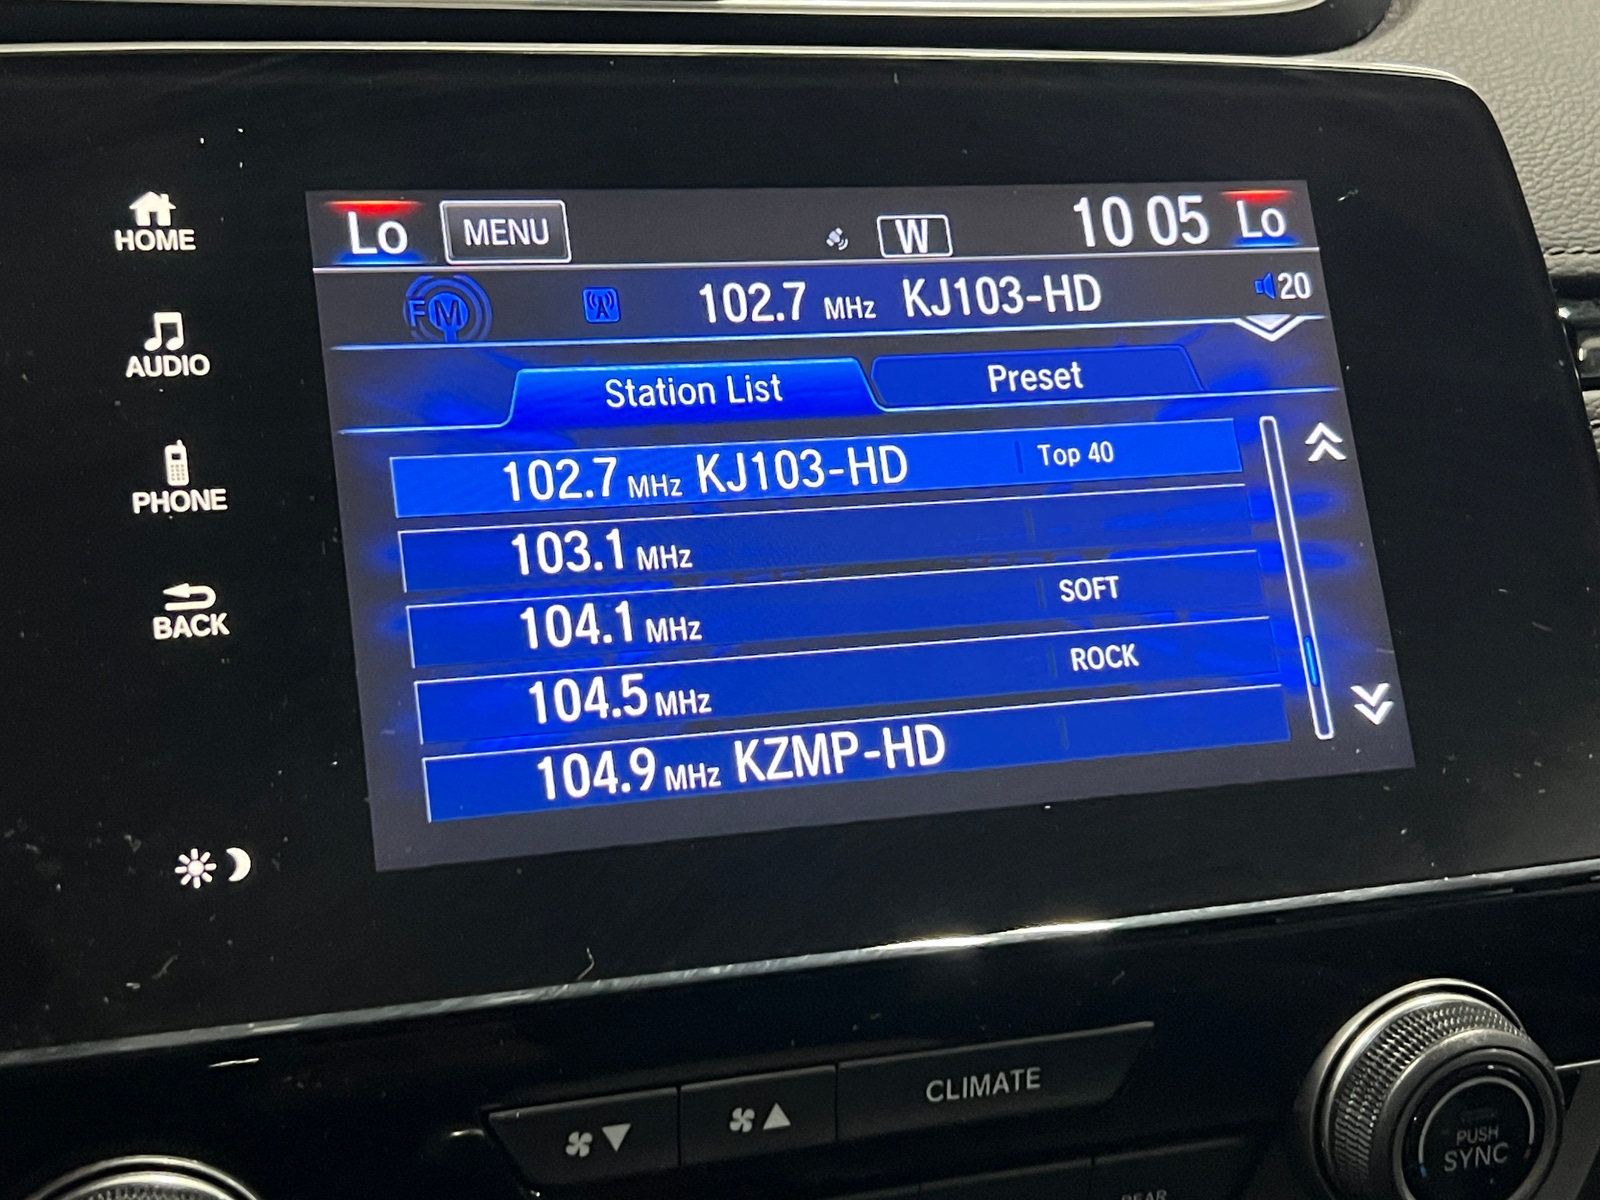 HOME
AUDIO
PHONE
BACK
Lo MENU W 10 05 Lo
FM A 102.7 MHz KJ103-HD 20
Station List Preset
102.7 MHz KJ103-HD Top 40
103.1 MHz
104.1 MHz SOFT
104.5 MHz ROCK
104.9 MHz KZMP-HD
CLIMATE
PUSH
SYNC
REAR